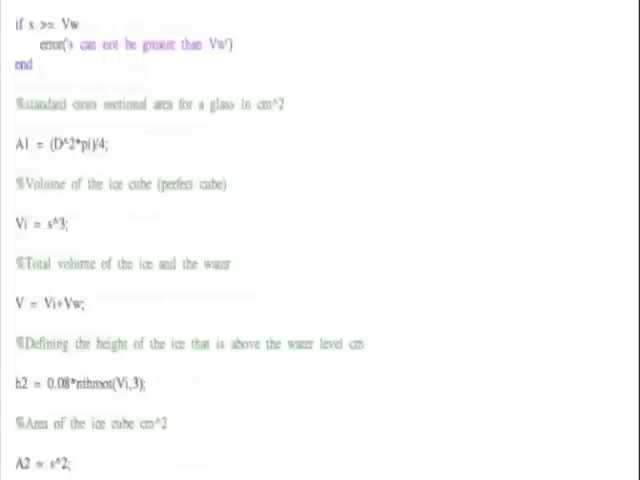 if s >= Vw
error('s can not be greater than Vw')
end
%standard cross sectional area for a glass in cm^2
A1 = (D^2*pi)/4;
%Volume of the ice cube (perfect cube)
Vi = s^3;
%Total volume of the ice and the water
V = Vi+Vw;
%Defining the height of the ice that is above the water level cm
h2 = 0.08*nthroot(Vi,3);
%Area of the ice cube cm^2
A2 = s^2;